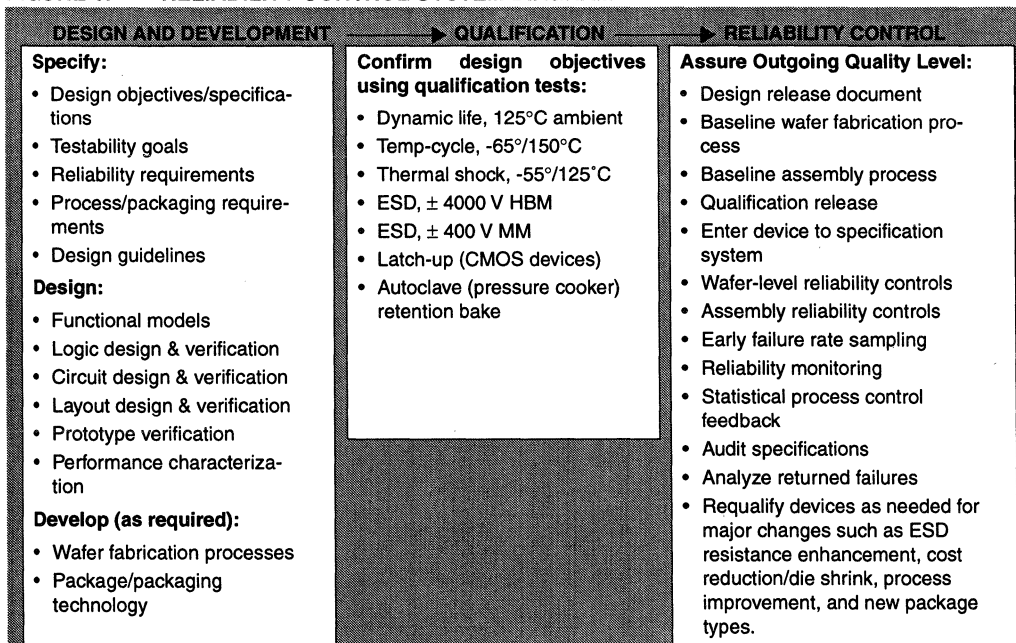 DESIGN AND DEVELOPMENT
QUALIFICATION
RELIABILITY CONTROL
Specify:
• Design objectives/specifica-
tions
• Testability goals
• Reliability requirements
• Process/packaging require-
ments
• Design guidelines
Design:
• Functional models
• Logic design & verification
• Circuit design & verification
• Layout design & verification
• Prototype verification
• Performance characteriza-
tion
Develop (as required):
• Wafer fabrication processes
• Package/packaging
technology
Confirm design objectives
using qualification tests:
• Dynamic life, 125°C ambient
• Temp-cycle, -65°/150°C
• Thermal shock, -55°/125°C
• ESD, ± 4000 V HBM
• ESD, ± 400 V MM
• Latch-up (CMOS devices)
• Autoclave (pressure cooker)
retention bake
Assure Outgoing Quality Level:
• Design release document
• Baseline wafer fabrication pro-
cess
• Baseline assembly process
• Qualification release
• Enter device to specification
system
• Wafer-level reliability controls
• Assembly reliability controls
• Early failure rate sampling
• Reliability monitoring
• Statistical process control
feedback
• Audit specifications
• Analyze returned failures
• Requalify devices as needed for
major changes such as ESD
resistance enhancement, cost
reduction/die shrink, process
improvement, and new package
types.